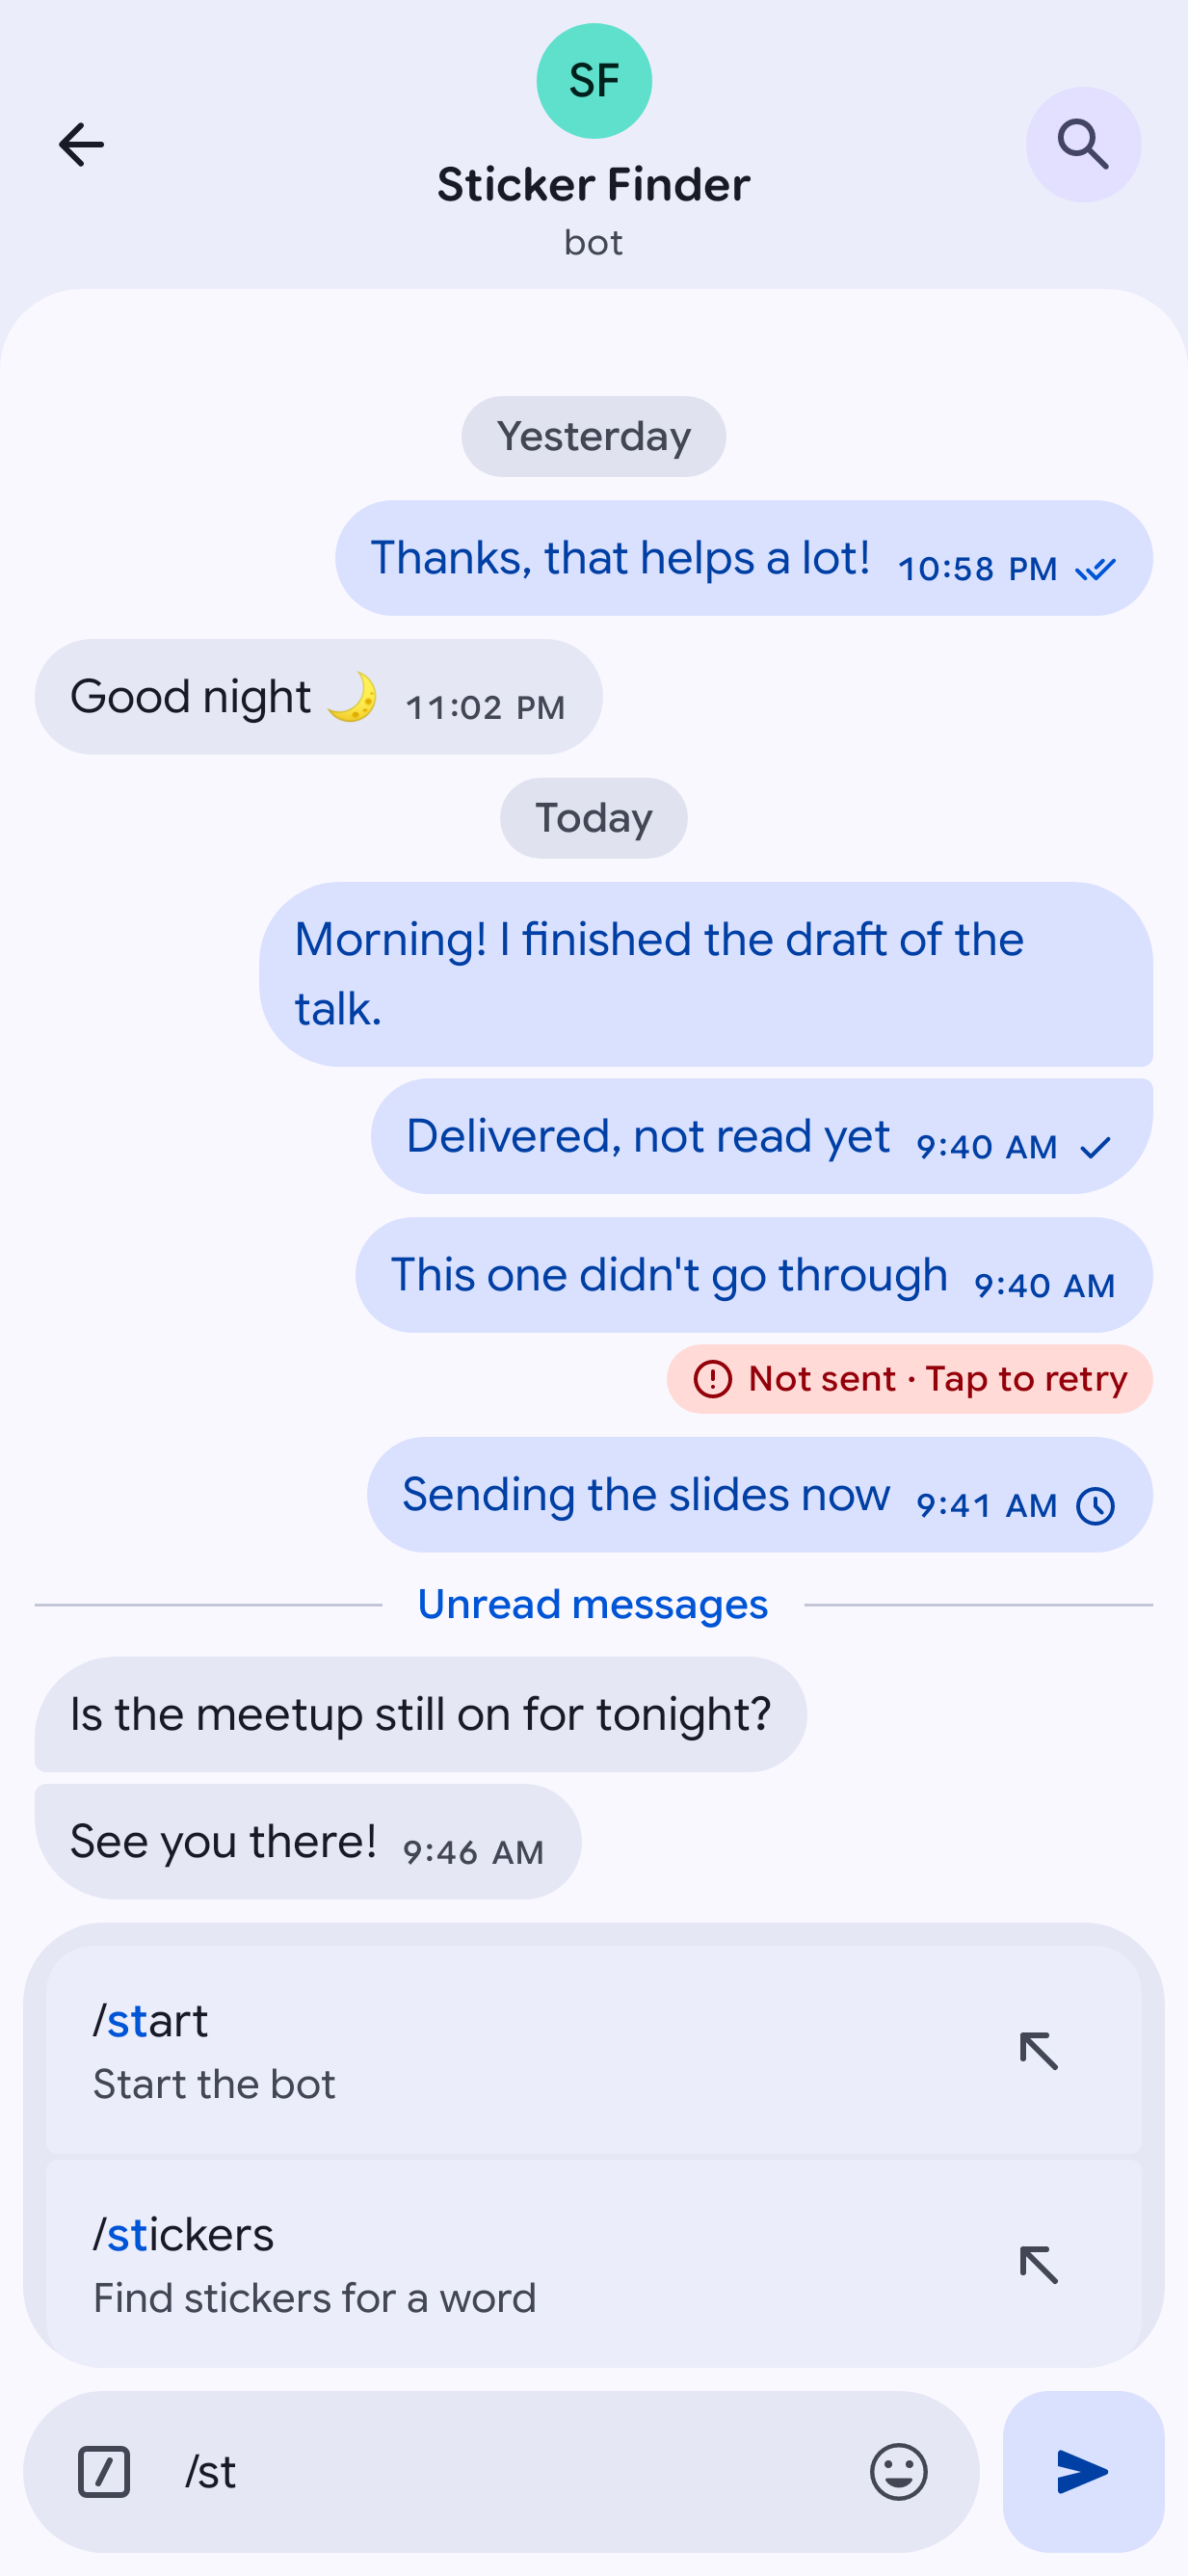 SF
Sticker Finder
bot
Yesterday
Thanks, that helps a lot! 10:58 PM
Good night 🌙 11:02 PM
Today
Morning! I finished the draft of the
talk.
Delivered, not read yet 9:40 AM
This one didn't go through 9:40 AM
Not sent · Tap to retry
Sending the slides now 9:41 AM
Unread messages
Is the meetup still on for tonight?
See you there! 9:46 AM
/start
Start the bot
/stickers
Find stickers for a word
/st